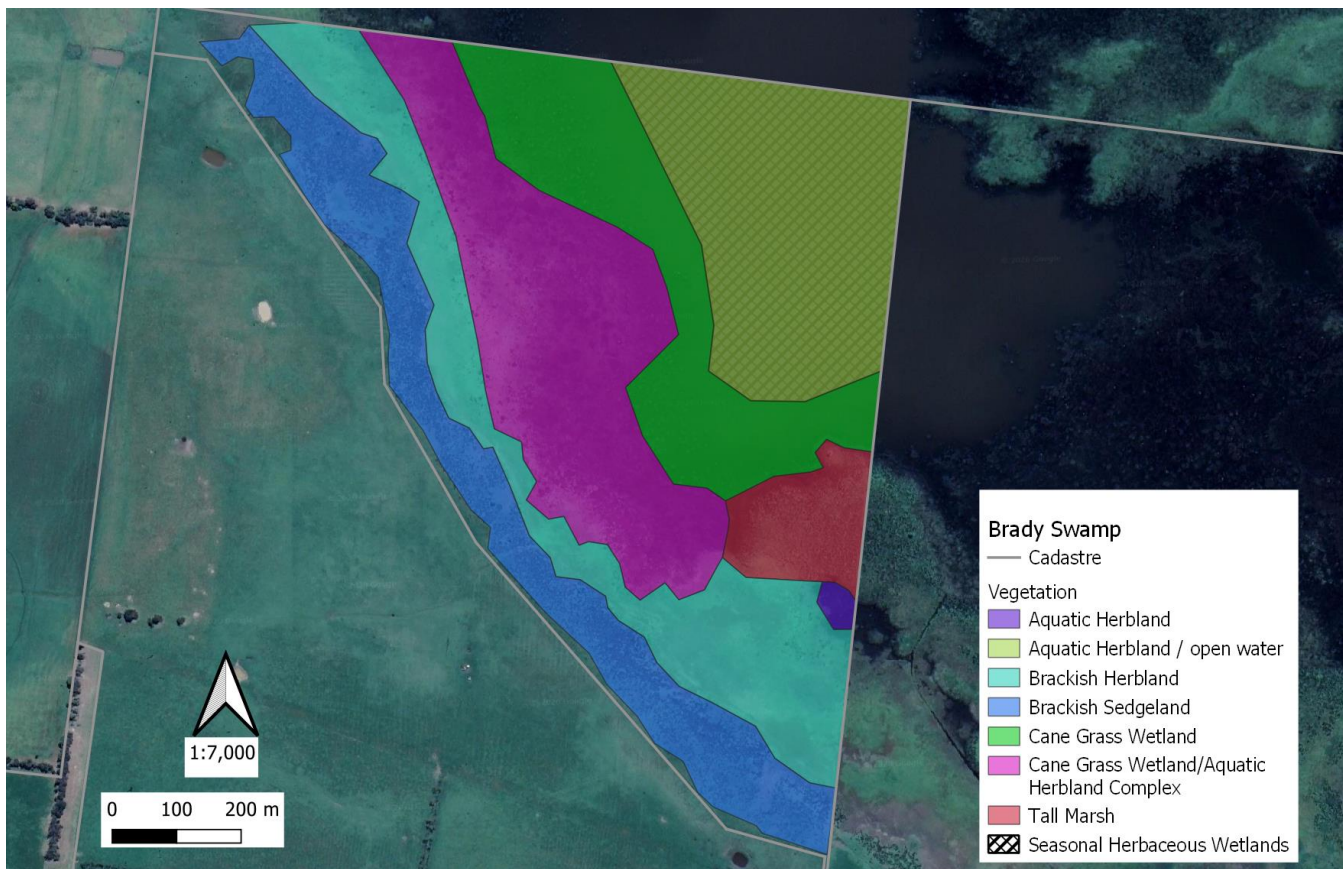 Brady Swamp
Cadastre
Vegetation
Aquatic Herbland
Aquatic Herbland / open water
Brackish Herbland
Brackish Sedgeland
Cane Grass Wetland
Cane Grass Wetland/Aquatic
Herbland Complex
Tall Marsh
Seasonal Herbaceous Wetlands
1:7,000
0 100 200 m